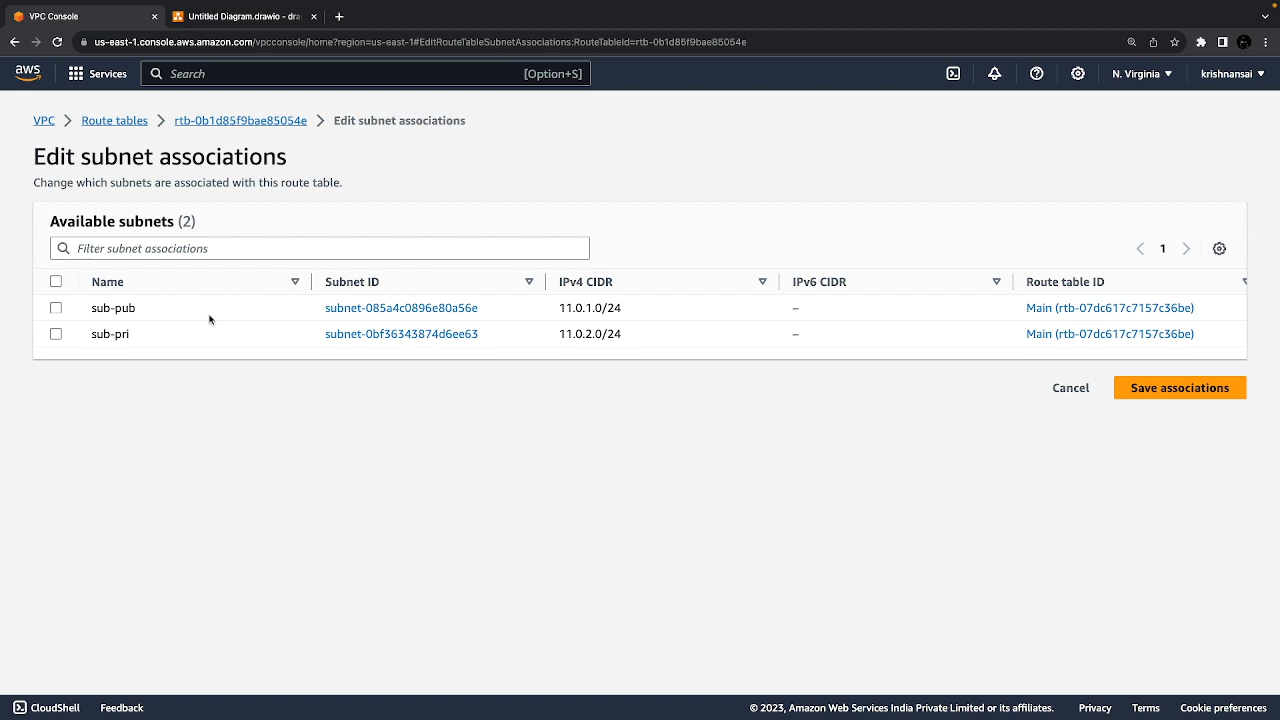 VPC Console
Untitled Diagram.drawio - dra
us-east-1.console.aws.amazon.com/vpcconsole/home?region=us-east-1#EditRouteTableSubnetAssociations:RouteTableId=rtb-0b1d85f9bae85054e
aws Services Search [Option+S] N. Virginia krishnansai
VPC Route tables rtb-0b1d85f9bae85054e Edit subnet associations
Edit subnet associations
Change which subnets are associated with this route table.
Available subnets (2)
Filter subnet associations 1
Name Subnet ID IPv4 CIDR IPv6 CIDR Route table ID
sub-pub subnet-085a4c0896e80a56e 11.0.1.0/24 – Main (rtb-07dc617c7157c36be)
sub-pri subnet-0bf36343874d6ee63 11.0.2.0/24 – Main (rtb-07dc617c7157c36be)
Cancel Save associations
CloudShell Feedback © 2023, Amazon Web Services India Private Limited or its affiliates. Privacy Terms Cookie preferences